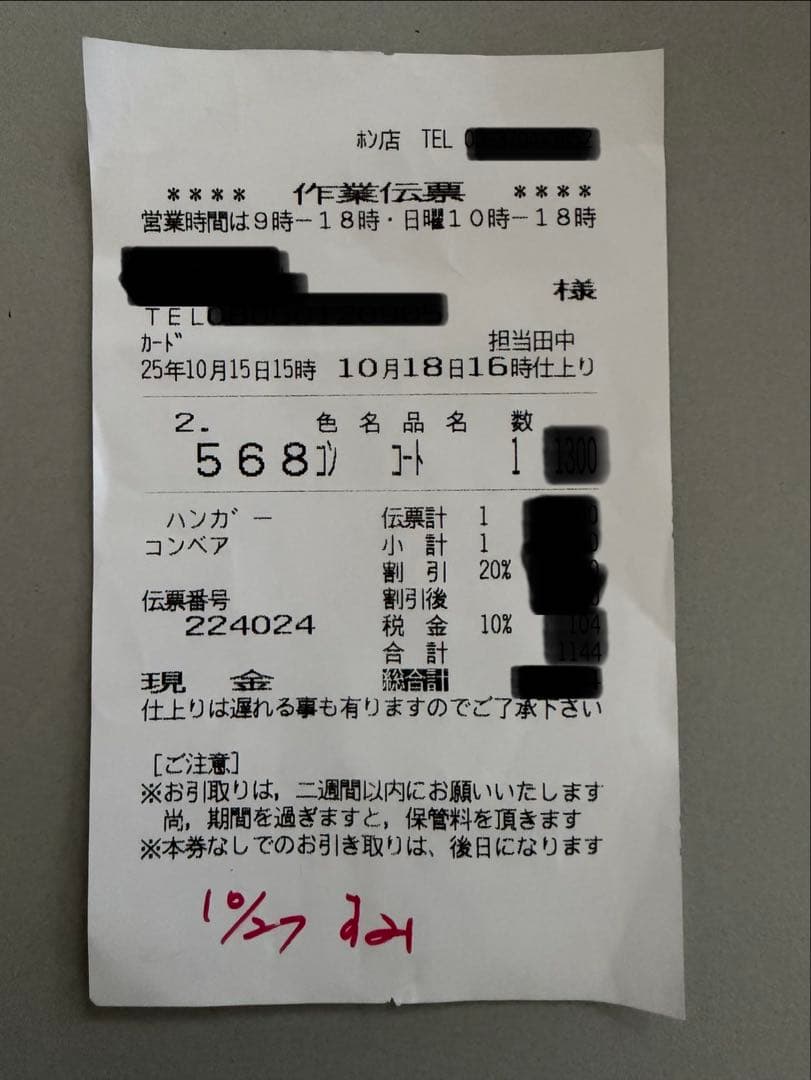 ホン店 TEL
**** 作業伝票 ****
営業時間は9時－18時・日曜10時－18時
様
TEL
カード 担当田中
25年10月15日15時 10月18日16時仕上り
2. 色名品名 数
568コン コート 1 1300
ハンガー 伝票計 1
コンベア 小計 1
割引 20%
伝票番号 割引後
224024 税金 10% 104
合計 1144
現金 総合計
仕上りは遅れる事も有りますのでご了承下さい
[ご注意]
※お引取りは,二週間以内にお願いいたします
尚,期間を過ぎますと,保管料を頂きます
※本券なしでのお引き取りは、後日になります
10/27